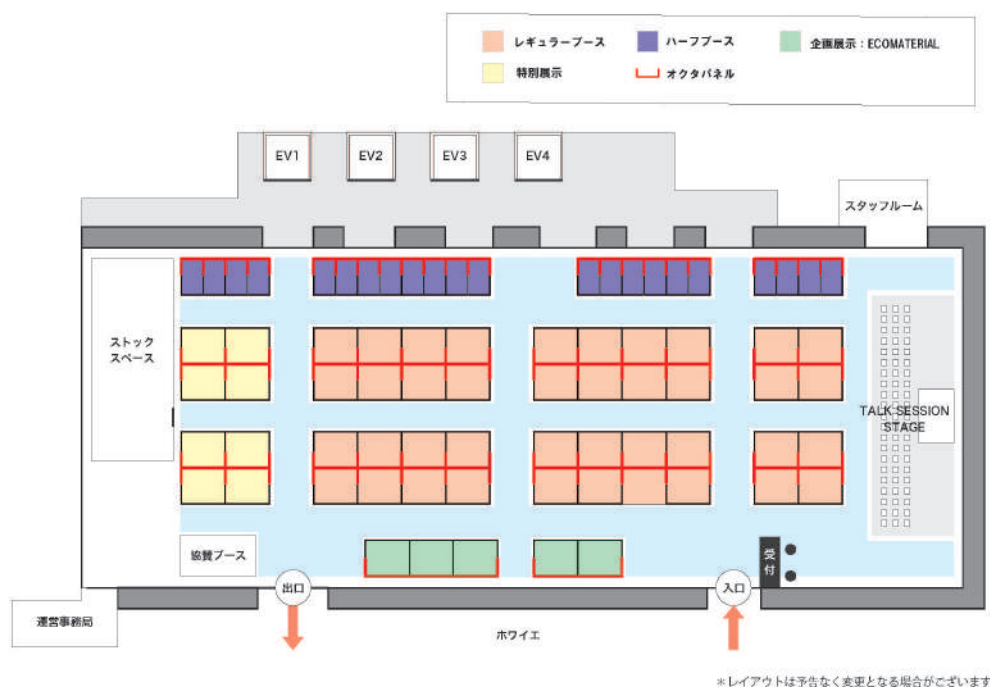 レギュラーブース
ハーフブース
企画展示：ECOMATERIAL
特別展示
オクタパネル
EV1
EV2
EV3
EV4
スタッフルーム
ストック
スペース
TALK SESSION
STAGE
協賛ブース
受付
出口
入口
運営事務局
ホワイエ
＊レイアウトは予告なく変更となる場合がございます